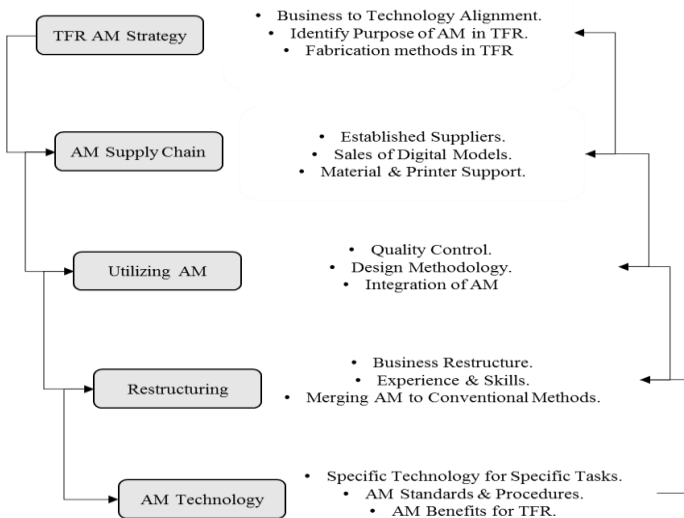 TFR AM Strategy
• Business to Technology Alignment.
• Identify Purpose of AM in TFR.
• Fabrication methods in TFR
AM Supply Chain
• Established Suppliers.
• Sales of Digital Models.
• Material & Printer Support.
Utilizing AM
• Quality Control.
• Design Methodology.
• Integration of AM
Restructuring
• Business Restructure.
• Experience & Skills.
• Merging AM to Conventional Methods.
AM Technology
• Specific Technology for Specific Tasks.
• AM Standards & Procedures.
• AM Benefits for TFR.